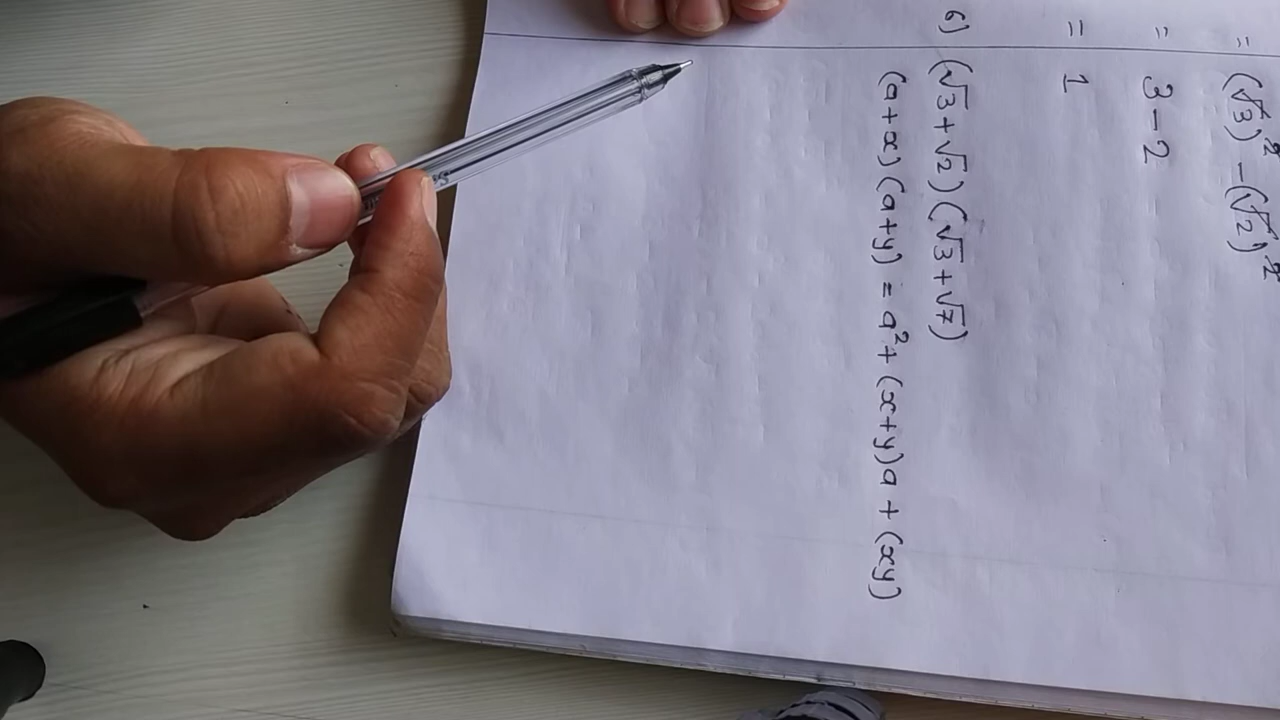 = (√3)² - (√2)²
= 3 - 2
= 1
6) (√3+√2) (√3+√7)
(a+x) (a+y) = a² + (x+y)a + (xy)